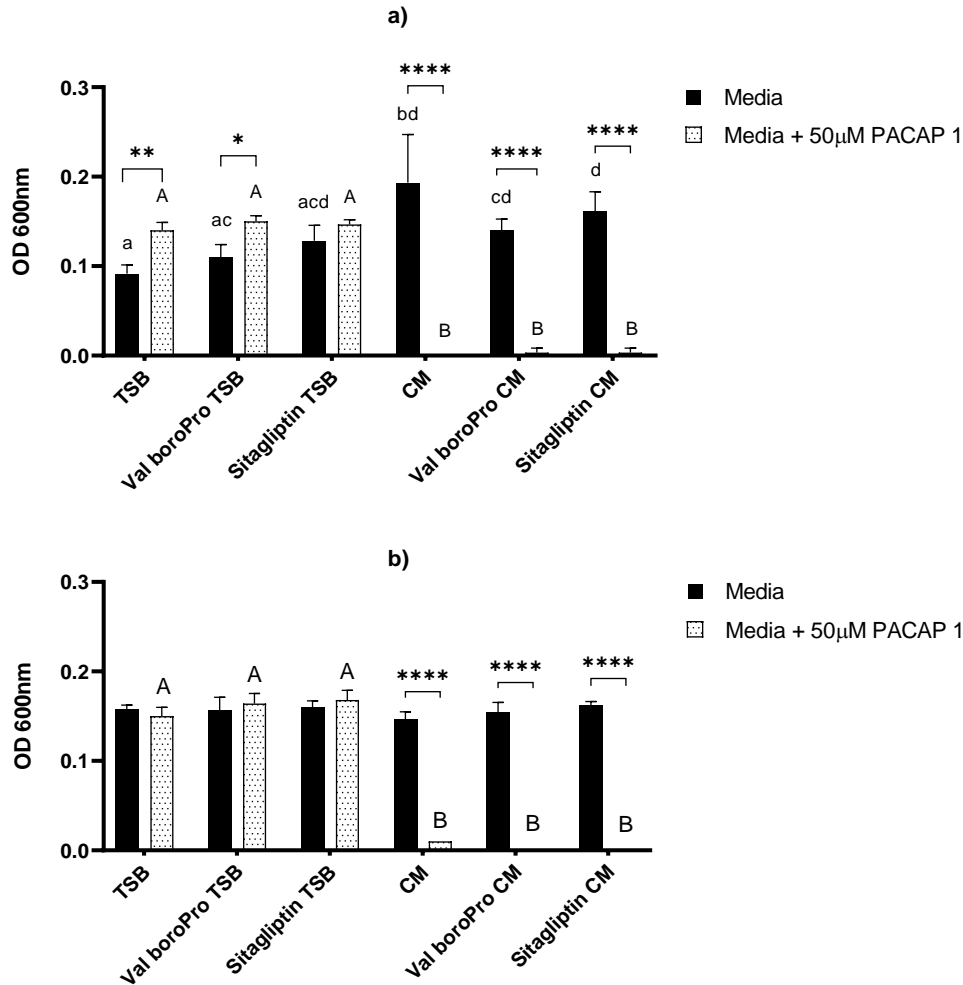 a)
****
0.3
Media
bd
Media + 50μM PACAP 1
****
****
**
*
d
0.2
A
A
acd
A
cd
ac
a
OD 600nm
0.1
B
B
B
0.0
TSB
Val boroPro TSB
Sitagliptin TSB
CM
Val boroPro CM
Sitagliptin CM
b)
0.3
Media
Media + 50μM PACAP 1
****
****
****
A
A
A
0.2
OD 600nm
0.1
B
B
B
0.0
TSB
Val boroPro TSB
Sitagliptin TSB
CM
Val boroPro CM
Sitagliptin CM